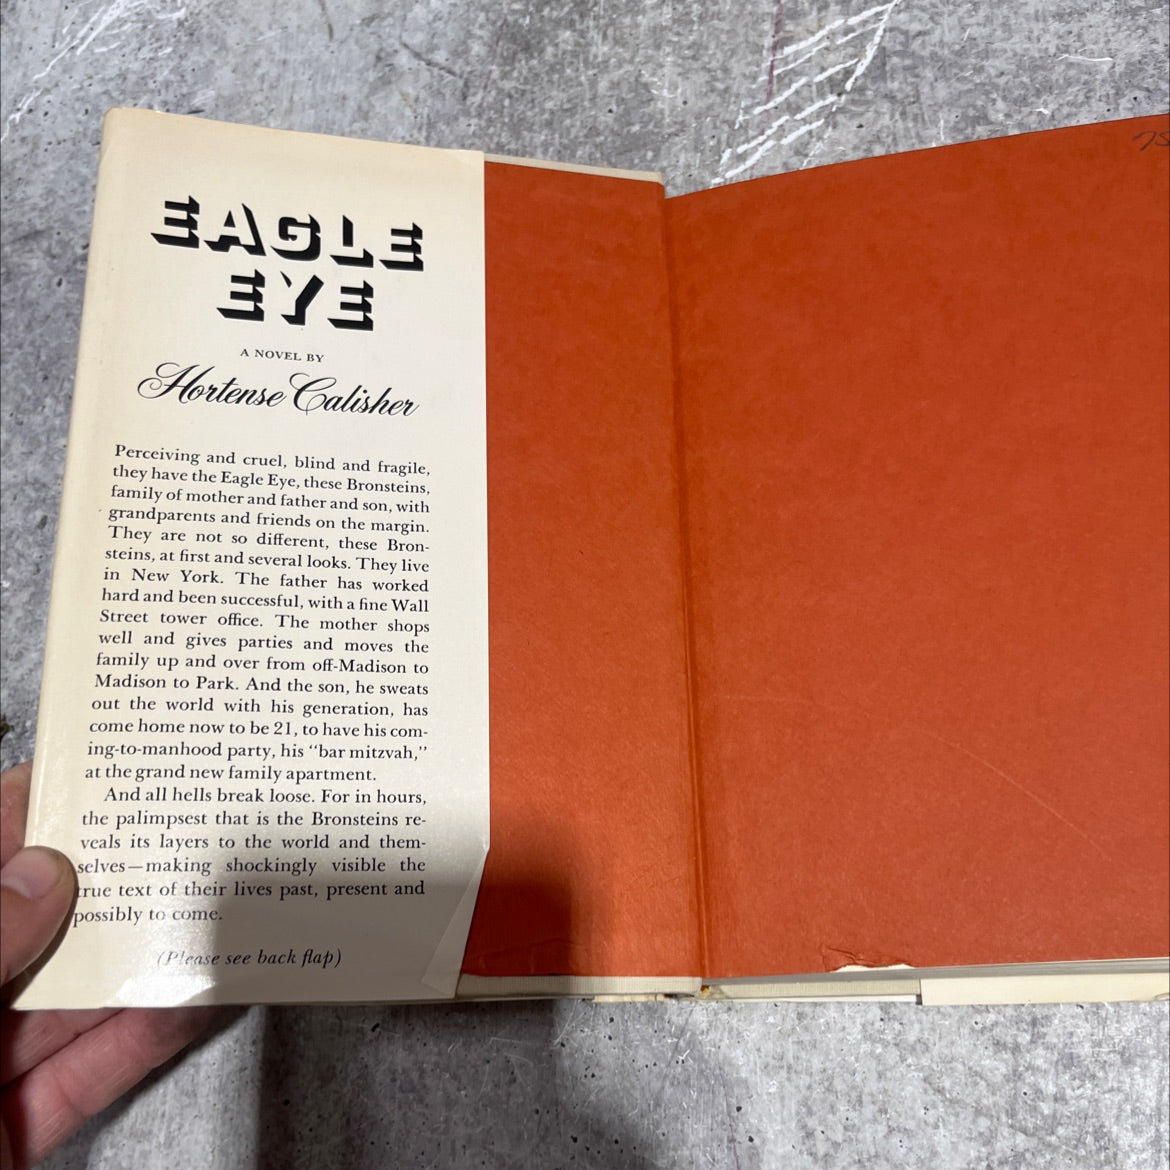 EAGLE
EYE
A NOVEL BY
Hortense Calisher
Perceiving and cruel, blind and fragile,
they have the Eagle Eye, these Bronsteins,
family of mother and father and son, with
grandparents and friends on the margin.
They are not so different, these Bron-
steins, at first and several looks. They live
in New York. The father has worked
hard and been successful, with a fine Wall
Street tower office. The mother shops
well and gives parties and moves the
family up and over from off-Madison to
Madison to Park. And the son, he sweats
out the world with his generation, has
come home now to be 21, to have his com-
ing-to-manhood party, his “bar mitzvah,”
at the grand new family apartment.
And all hells break loose. For in hours,
the palimpsest that is the Bronsteins re-
veals its layers to the world and them-
selves—making shockingly visible the
true text of their lives past, present and
possibly to come.
(Please see back flap)